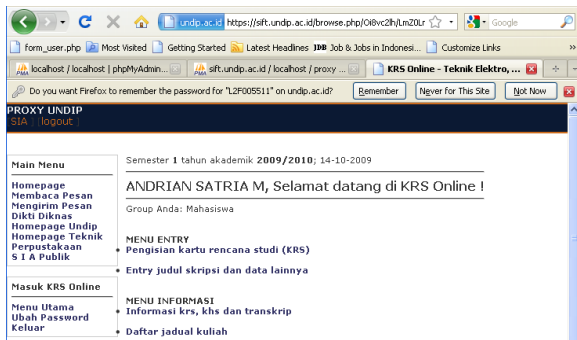 undip.ac.id https://sift.undip.ac.id/browse.php/Oi8vc2lh/LmZ0Lr
Google
form_user.php Most Visited Getting Started Latest Headlines JDB Job & Jobs in Indonesi... Customize Links »
localhost / localhost | phpMyAdmin... sift.undip.ac.id / localhost / proxy ... KRS Online - Teknik Elektro, ...
Do you want Firefox to remember the password for "L2F005511" on undip.ac.id? Remember Never for This Site Not Now
PROXY UNDIP
SIA ] [logout ]
Main Menu
Homepage
Membaca Pesan
Mengirim Pesan
Dikti Diknas
Homepage Undip
Homepage Teknik
Perpustakaan
S I A Publik
Masuk KRS Online
Menu Utama
Ubah Password
Keluar
Semester 1 tahun akademik 2009/2010; 14-10-2009
ANDRIAN SATRIA M, Selamat datang di KRS Online !
Group Anda: Mahasiswa
MENU ENTRY
• Pengisian kartu rencana studi (KRS)
• Entry judul skripsi dan data lainnya
MENU INFORMASI
• Informasi krs, khs dan transkrip
• Daftar jadual kuliah